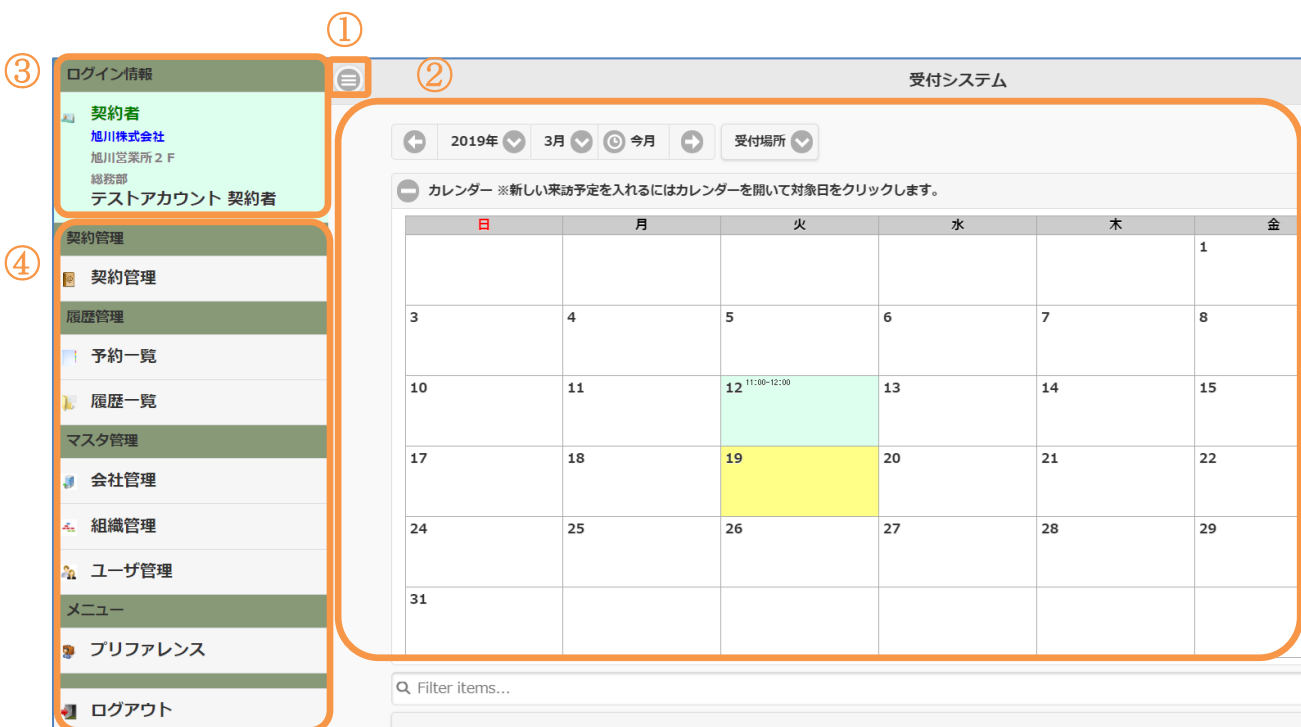 ①
③
②
ログイン情報
受付システム
契約者
旭川株式会社
旭川営業所２Ｆ
総務部
テストアカウント 契約者
④
契約管理
契約管理
履歴管理
予約一覧
履歴一覧
マスタ管理
会社管理
組織管理
ユーザ管理
メニュー
プリファレンス
ログアウト
2019年 3月 今月 受付場所
カレンダー ※新しい来訪予定を入れるにはカレンダーを開いて対象日をクリックします。
日 月 火 水 木 金
1
3 4 5 6 7 8
10 11 12 11:00-12:00 13 14 15
17 18 19 20 21 22
24 25 26 27 28 29
31
Filter items...